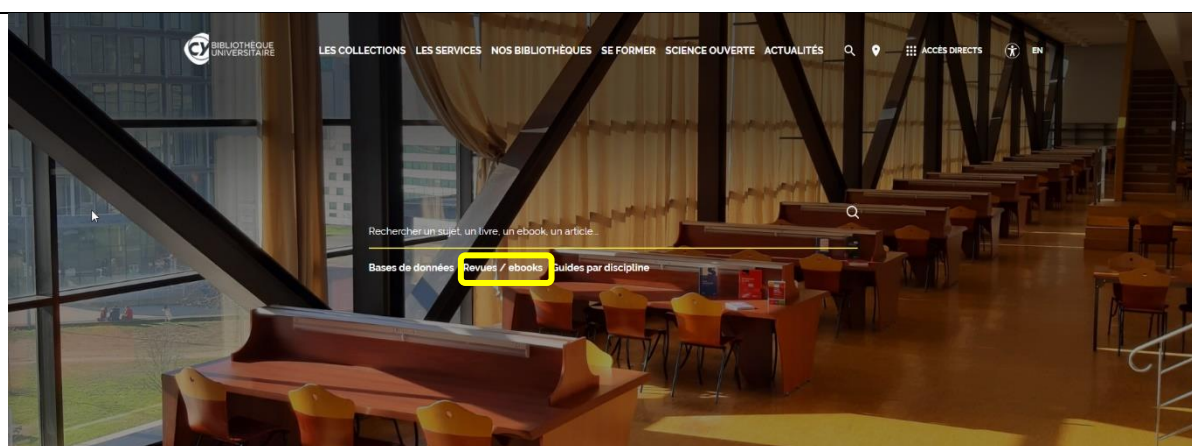 CY BIBLIOTHÈQUE
UNIVERSITAIRE
LES COLLECTIONS LES SERVICES NOS BIBLIOTHÈQUES SE FORMER SCIENCE OUVERTE ACTUALITÉS ACCÈS DIRECTS EN
Rechercher un sujet, un livre, un ebook, un article...
Bases de données Revues / ebooks Guides par discipline